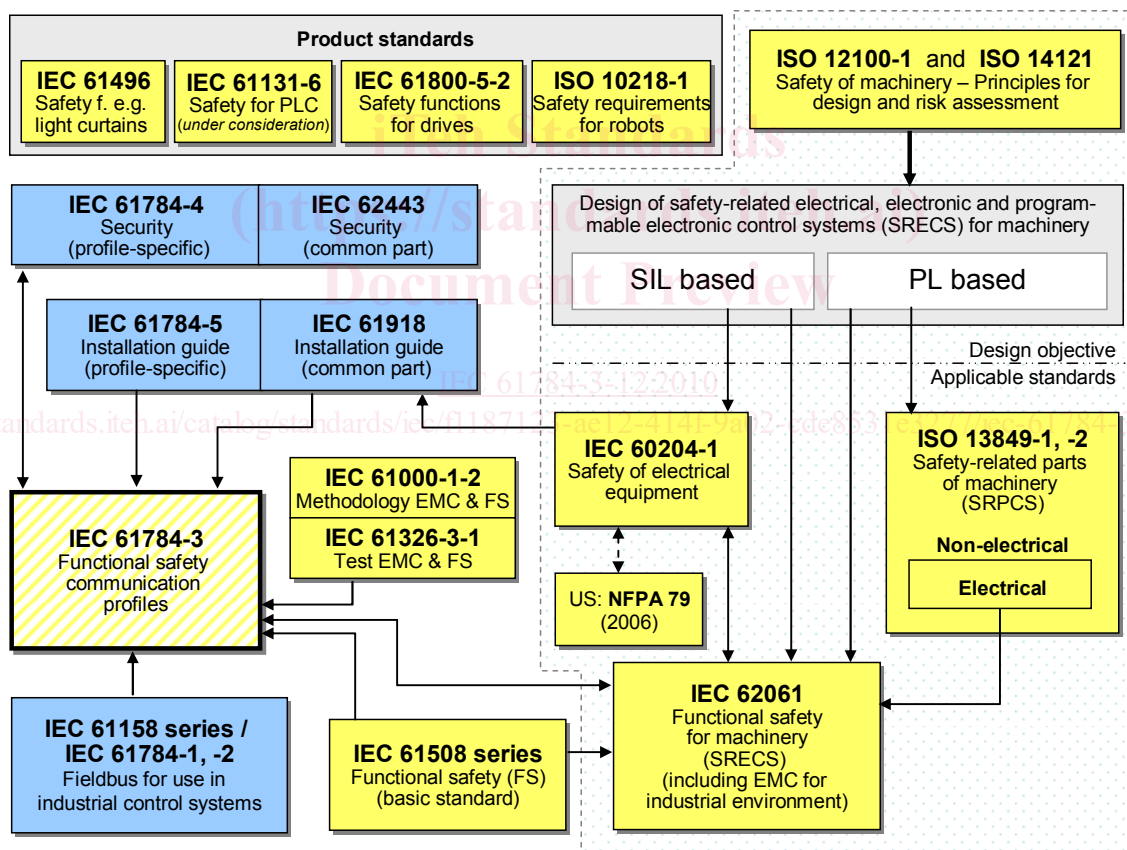 Product standards
IEC 61496
Safety f. e.g.
light curtains
IEC 61131-6
Safety for PLC
(under consideration)
IEC 61800-5-2
Safety functions
for drives
ISO 10218-1
Safety requirements
for robots
ISO 12100-1 and ISO 14121
Safety of machinery – Principles for
design and risk assessment
iTeh Standards
(https://standards.iteh.ai)
Document Preview
IEC 61784-4
Security
(profile-specific)
IEC 62443
Security
(common part)
Design of safety-related electrical, electronic and program-
mable electronic control systems (SRECS) for machinery
SIL based
PL based
IEC 61784-5
Installation guide
(profile-specific)
IEC 61918
Installation guide
(common part)
Design objective
Applicable standards
IEC 61784-3-12:2010
IEC 60204-1
Safety of electrical
equipment
ISO 13849-1, -2
Safety-related parts
of machinery
(SRPCS)
Non-electrical
Electrical
IEC 61000-1-2
Methodology EMC & FS
IEC 61326-3-1
Test EMC & FS
IEC 61784-3
Functional safety
communication
profiles
US: NFPA 79
(2006)
IEC 62061
Functional safety
for machinery
(SRECS)
(including EMC for
industrial environment)
IEC 61158 series /
IEC 61784-1, -2
Fieldbus for use in
industrial control systems
IEC 61508 series
Functional safety (FS)
(basic standard)